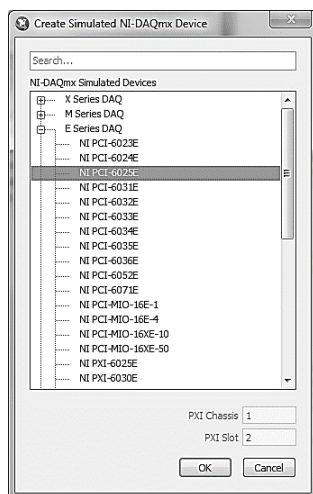 Create Simulated NI-DAQmx Device
Search...
NI-DAQmx Simulated Devices
X Series DAQ
M Series DAQ
E Series DAQ
NI PCI-6023E
NI PCI-6024E
NI PCI-6025E
NI PCI-6031E
NI PCI-6032E
NI PCI-6033E
NI PCI-6034E
NI PCI-6035E
NI PCI-6036E
NI PCI-6052E
NI PCI-6071E
NI PCI-MIO-16E-1
NI PCI-MIO-16E-4
NI PCI-MIO-16XE-10
NI PCI-MIO-16XE-50
NI PXI-6025E
NI PXI-6030E
PXI Chassis 1
PXI Slot 2
OK Cancel